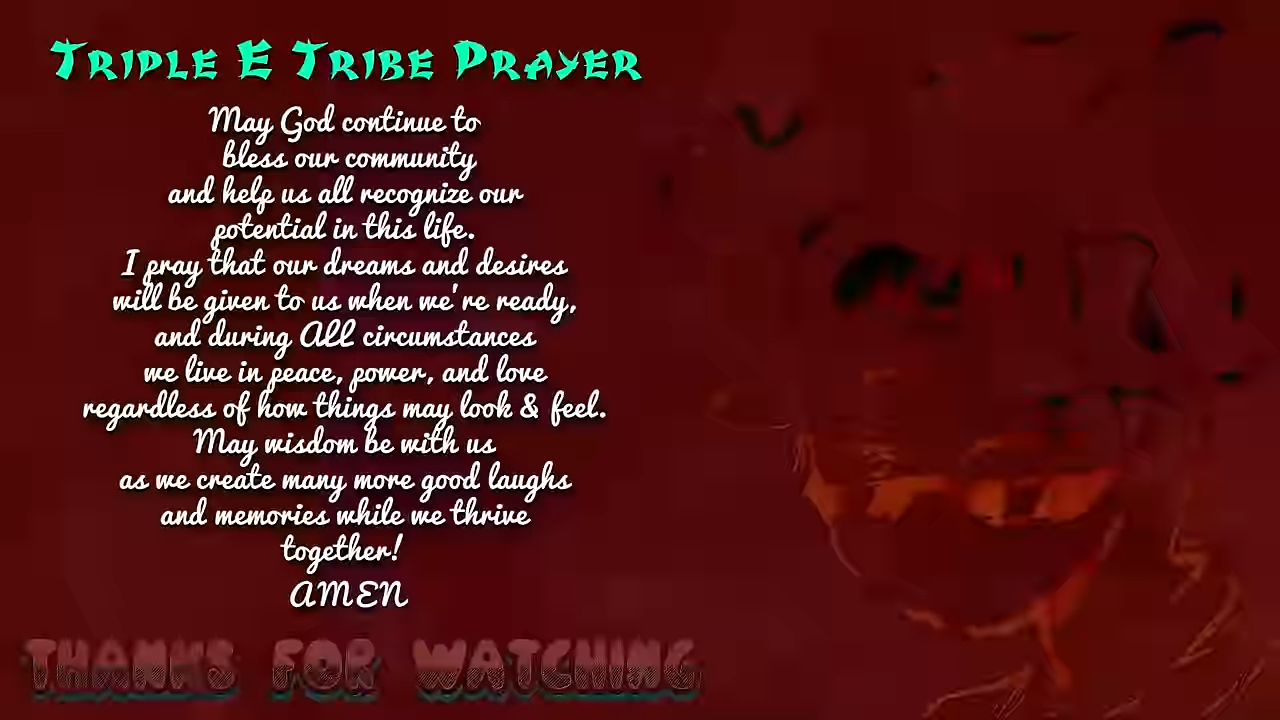 Triple E Tribe Prayer
May God continue to
bless our community
and help us all recognize our
potential in this life.
I pray that our dreams and desires
will be given to us when we're ready,
and during ALL circumstances
we live in peace, power, and love
regardless of how things may look & feel.
May wisdom be with us
as we create many more good laughs
and memories while we thrive
together!
AMEN
THANKS FOR WATCHING